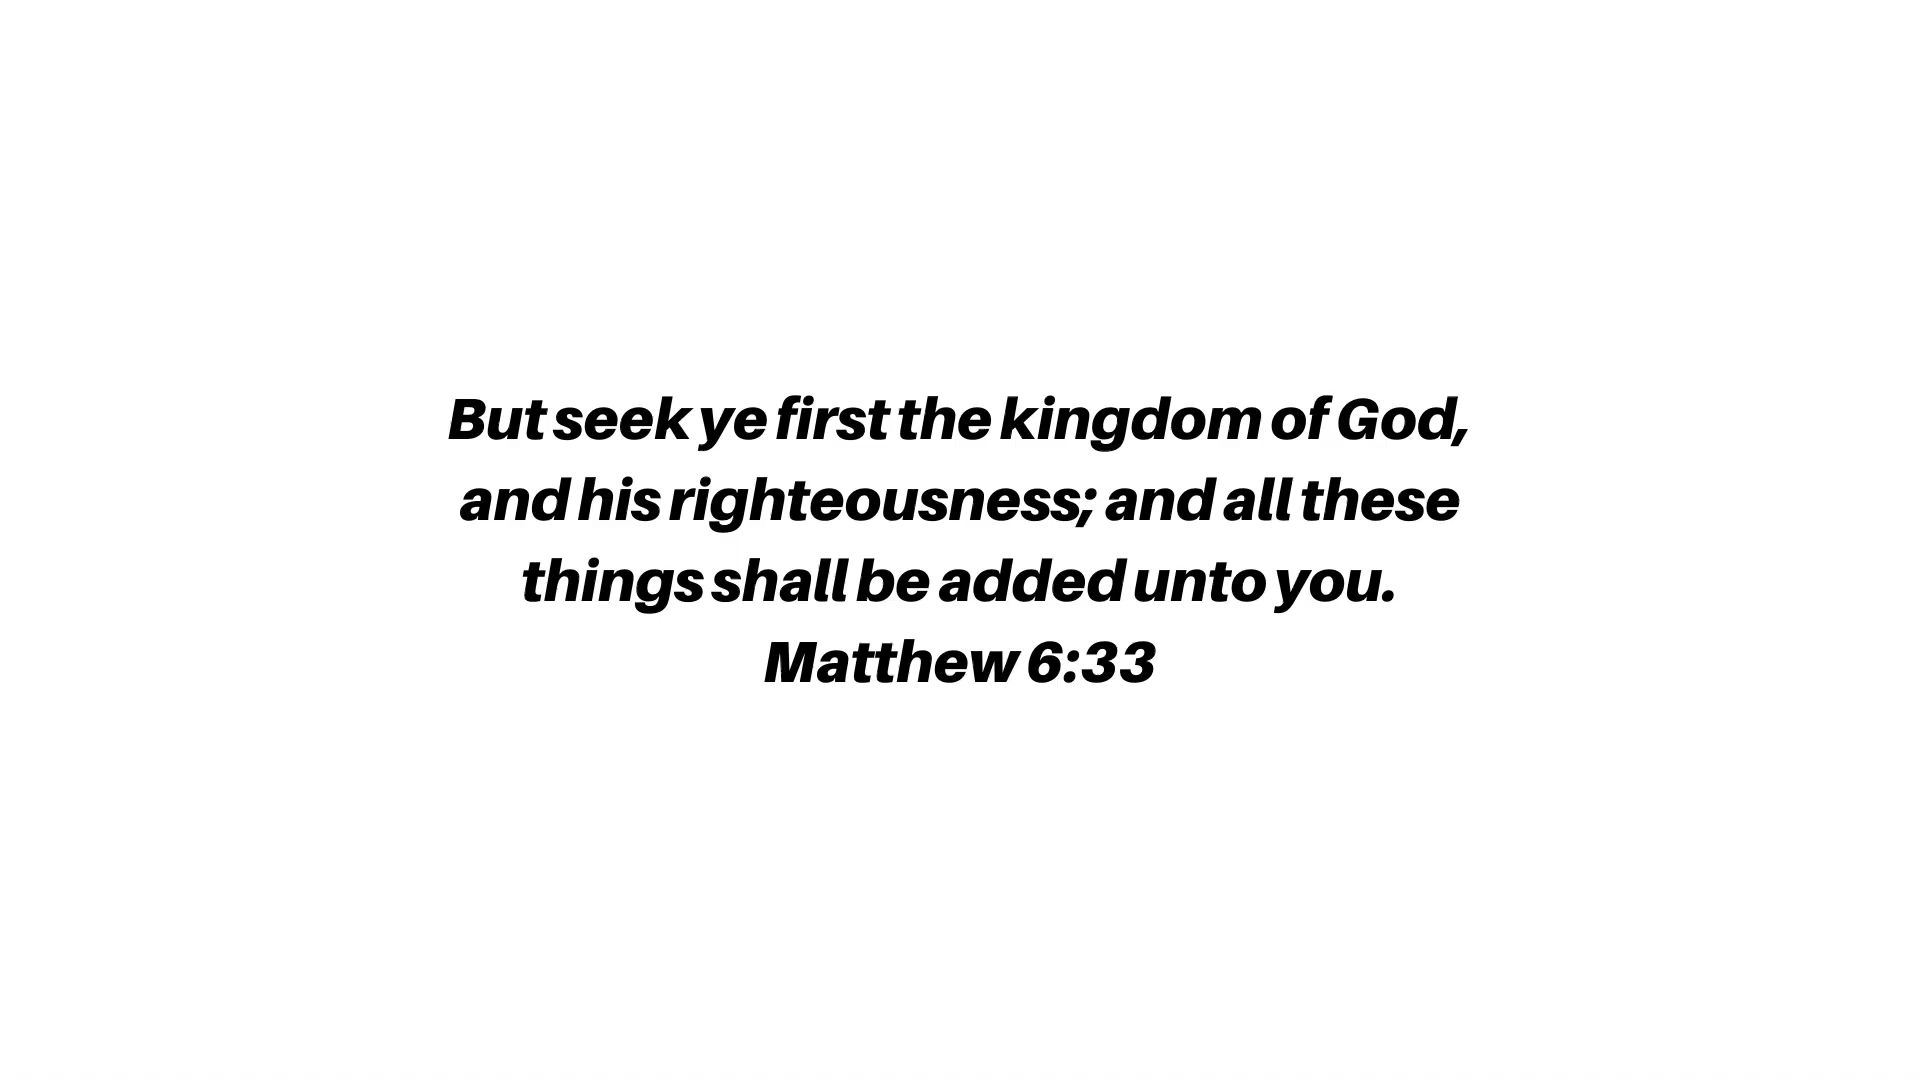 But seek ye first the kingdom of God,
and his righteousness; and all these
things shall be added unto you.
Matthew 6:33